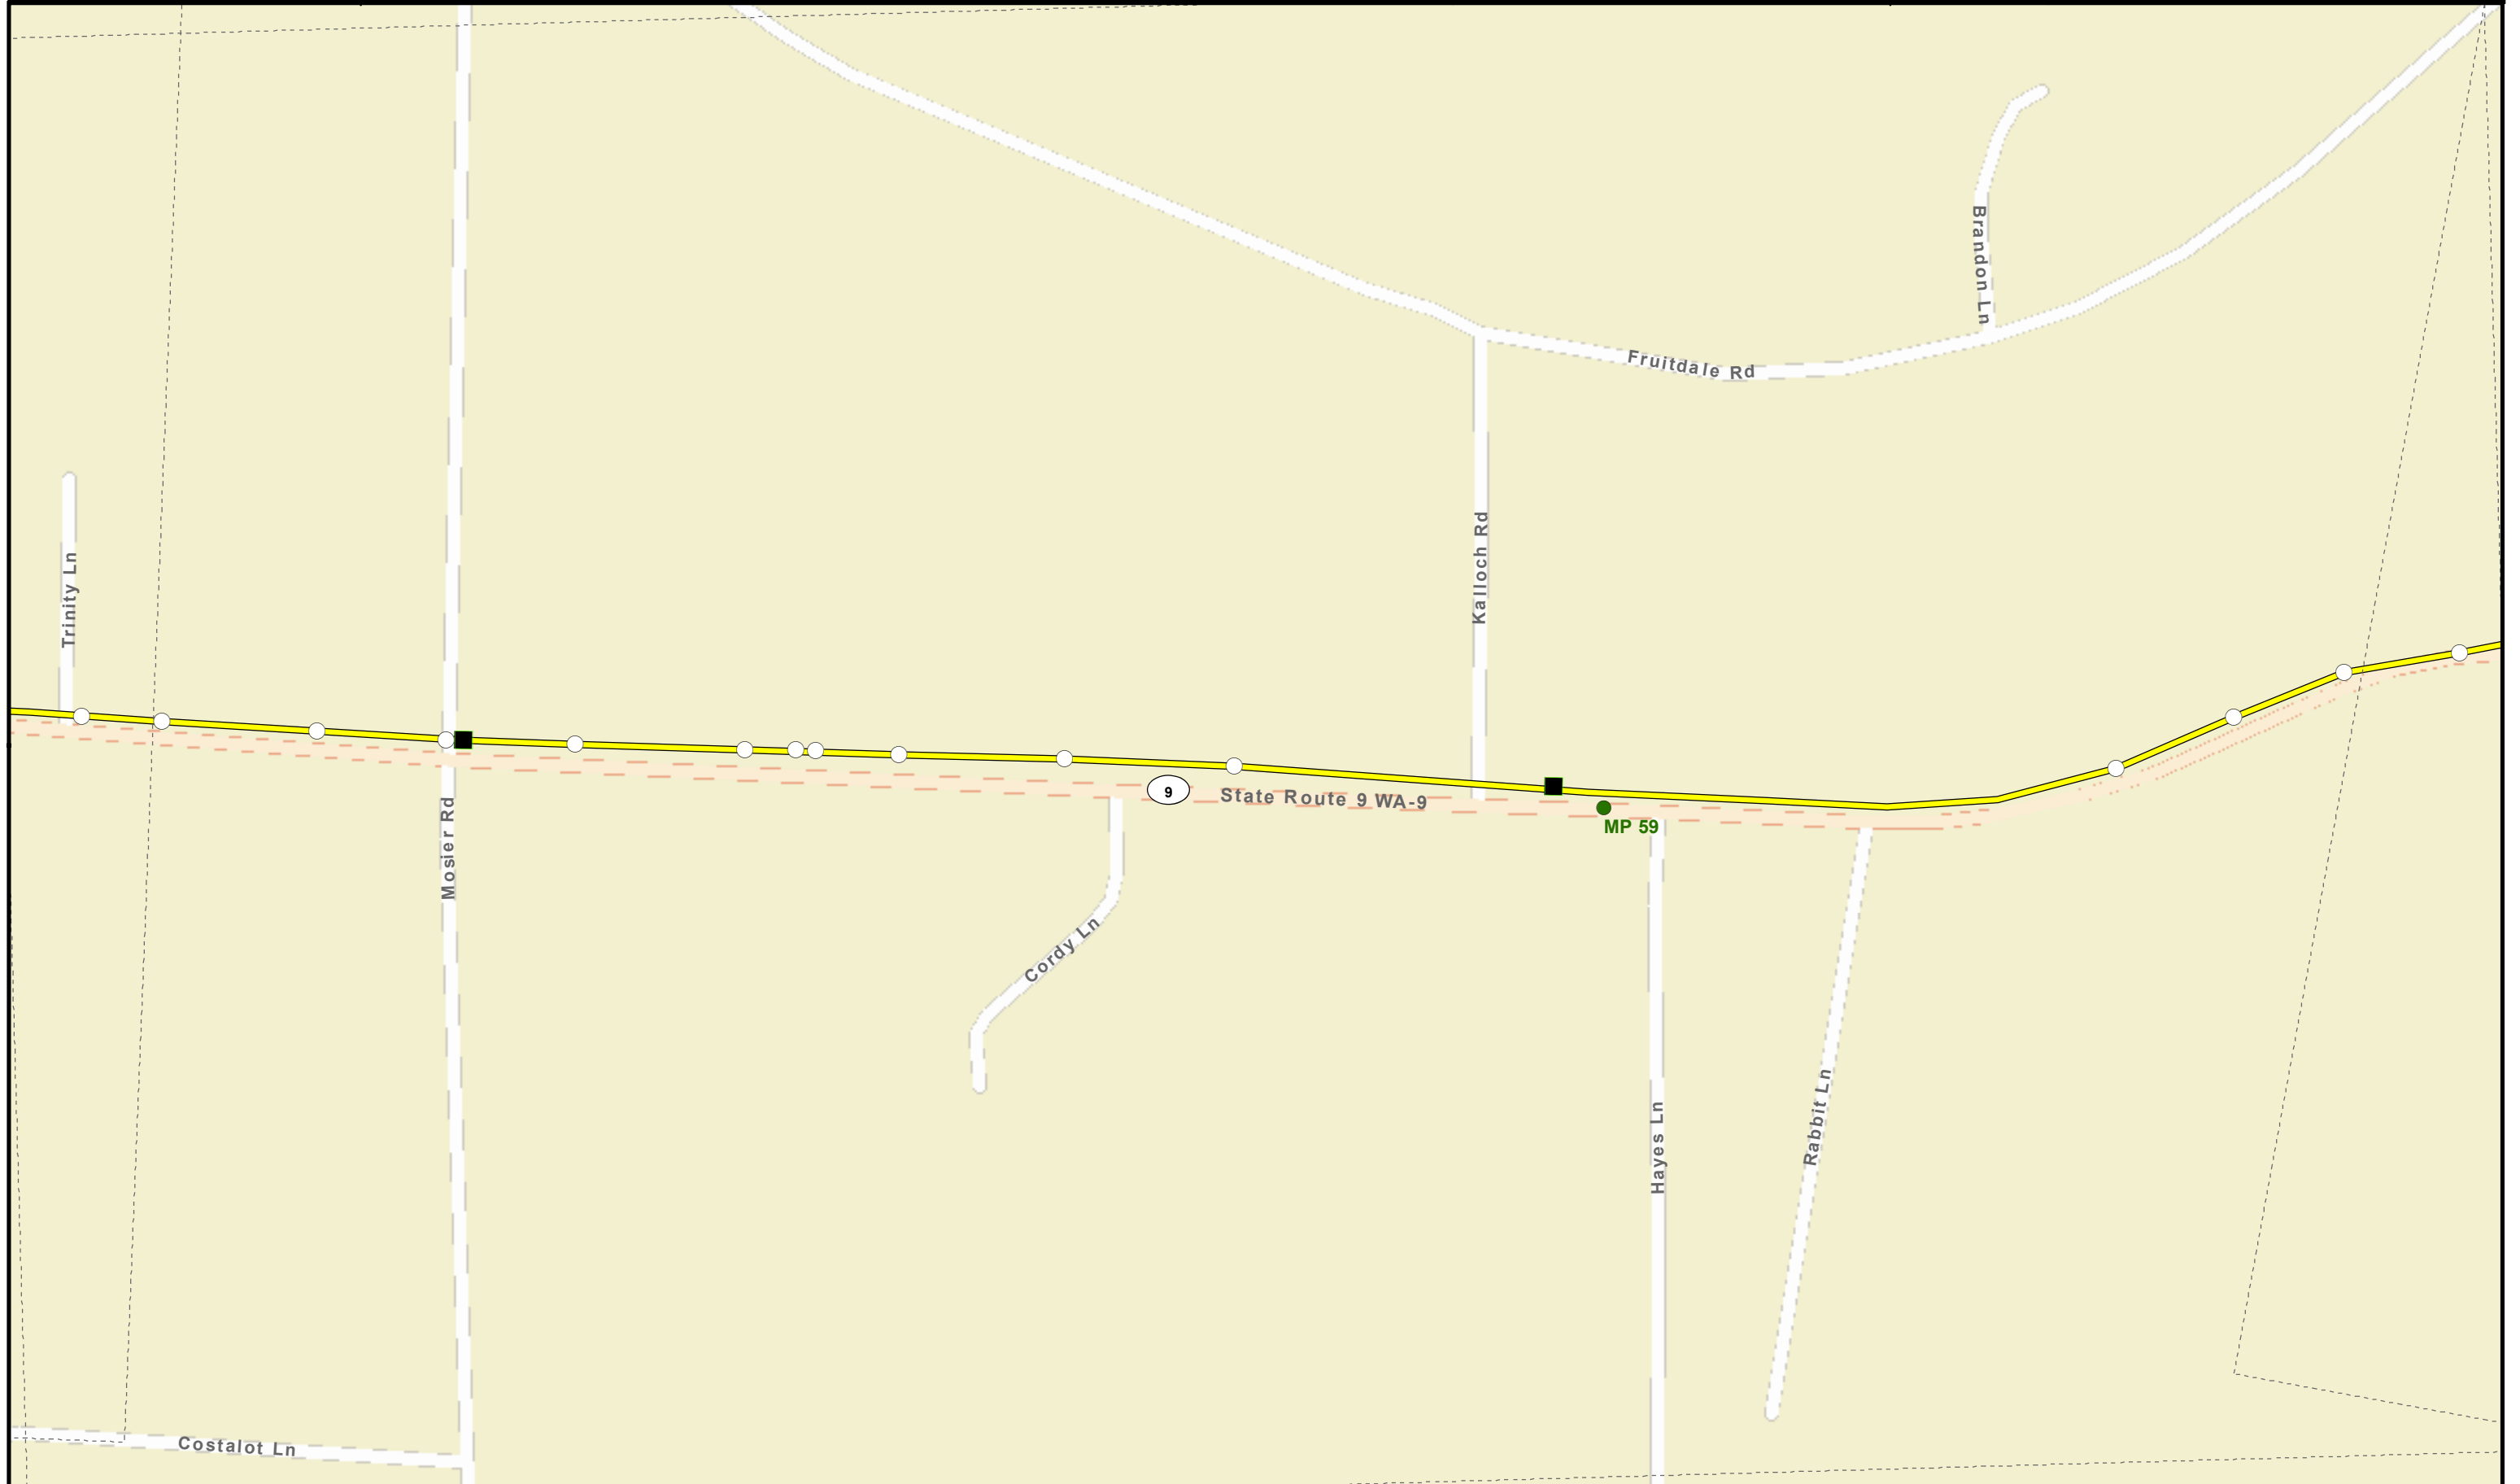 Brandon Ln
Fruitdale Rd
Trinity Ln
Kalloch Rd
9
State Route 9 WA-9
MP 59
Mosier Rd
Cordy Ln
Hayes Ln
Rabbit Ln
Costalot Ln